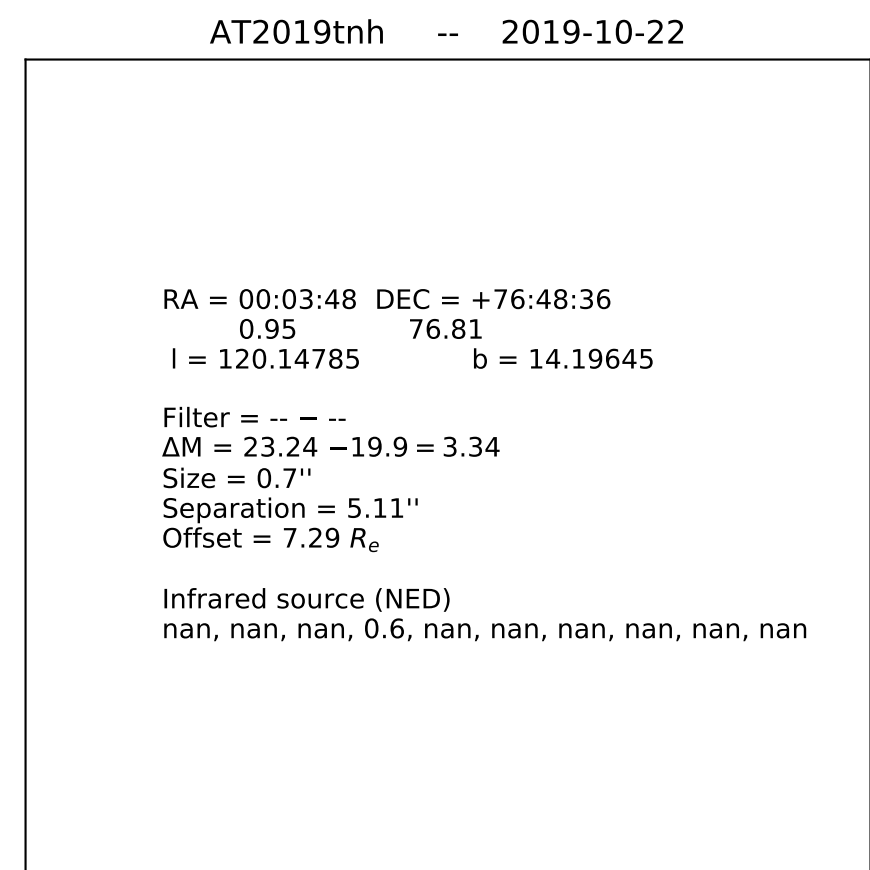 AT2019tnh -- 2019-10-22
RA = 00:03:48 DEC = +76:48:36
0.95 76.81
l = 120.14785 b = 14.19645
Filter = -- − --
ΔM = 23.24 −19.9 = 3.34
Size = 0.7''
Separation = 5.11''
Offset = 7.29 Re
Infrared source (NED)
nan, nan, nan, 0.6, nan, nan, nan, nan, nan, nan